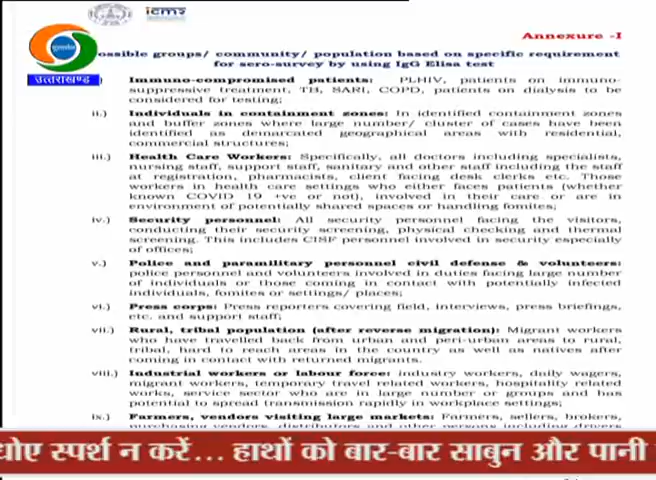 icmr
Annexure -I
ossible groups/ community/ population based on specific requirement
for sero-survey by using IgG Elisa test
उत्तराखण्ड
Immuno-compromised patients: PLHIV, patients on immuno-
suppressive treatment, TB, SARI, COPD, patients on dialysis to be
considered for testing;
ii.) Individuals in containment zones: In identified containment zones
and buffer zones where large number/ cluster of cases have been
identified as demarcated geographical areas with residential,
commercial structures;
iii.) Health Care Workers: Specifically, all doctors including specialists,
nursing staff, support staff, sanitary and other staff including the staff
at registration, pharmacists, client facing desk clerks etc. Those
workers in health care settings who either faces patients (whether
known COVID 19 +ve or not), involved in their care or are in
environment of potentially shared spaces or handling fomites;
iv.) Security personnel: All security personnel facing the visitors,
conducting their security screening, physical checking and thermal
screening. This includes CISF personnel involved in security especially
of offices;
v.) Police and paramilitary personnel civil defense & volunteers:
police personnel and volunteers involved in duties facing large number
of individuals or those coming in contact with potentially infected
individuals, fomites or settings/ places;
vi.) Press corps: Press reporters covering field, interviews, press briefings,
etc. and support staff;
vii.) Rural, tribal population (after reverse migration): Migrant workers
who have travelled back from urban and peri-urban areas to rural,
tribal, hard to reach areas in the country as well as natives after
coming in contact with returned migrants.
viii.) Industrial workers or labour force: industry workers, daily wagers,
migrant workers, temporary travel related workers, hospitality related
works, service sector who are in large number or groups and has
potential to spread transmission rapidly in workplace settings;
ix.) Farmers, vendors visiting large markets: Farmers, sellers, brokers,
purchasing vendors, distributors and other persons including drivers
धोए स्पर्श न करें... हाथों को बार-बार साबुन और पानी